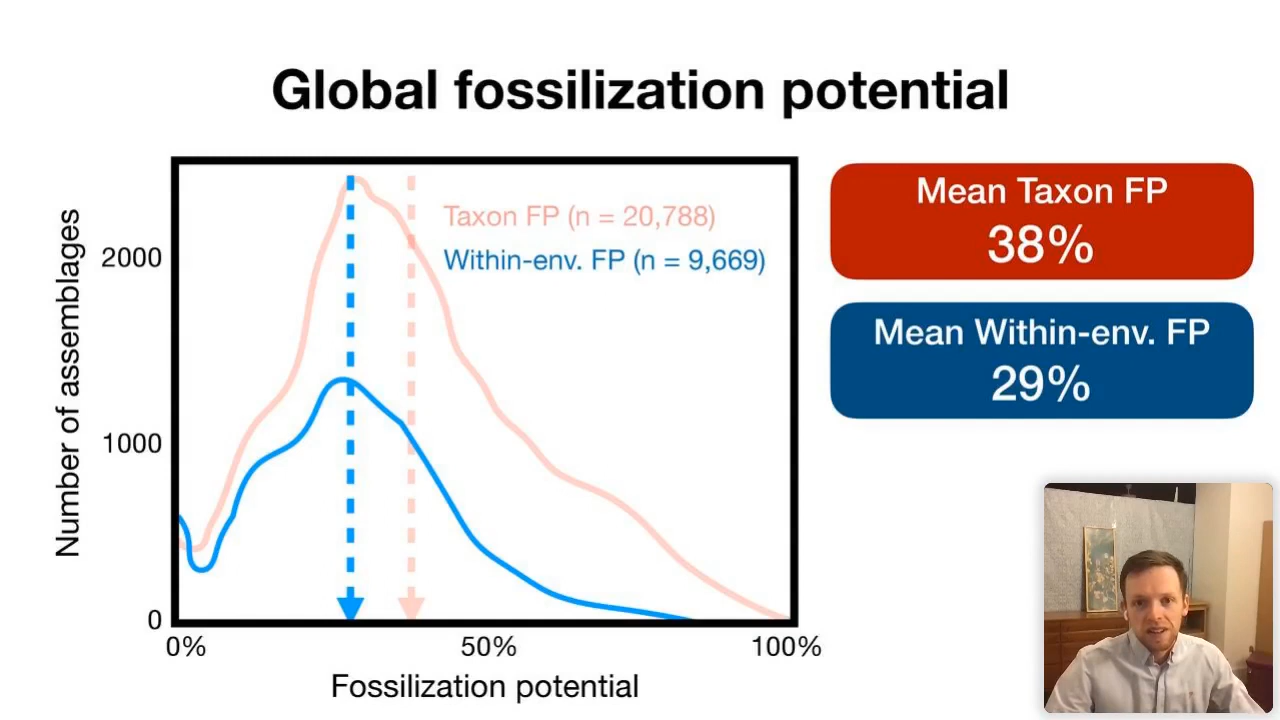 Global fossilization potential
Number of assemblages
2000
1000
0
0%
50%
100%
Fossilization potential
Taxon FP (n = 20,788)
Within-env. FP (n = 9,669)
Mean Taxon FP
38%
Mean Within-env. FP
29%